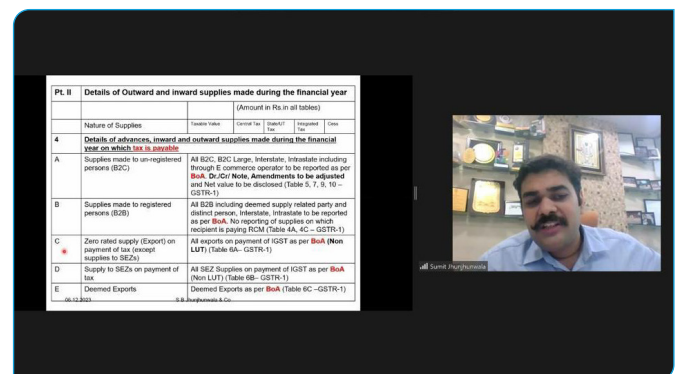 Pt. II Details of Outward and inward supplies made during the financial year
(Amount in Rs.in all tables)
Nature of Supplies Taxable Value Central Tax State/UT Tax Integrated Tax Cess
4 Details of advances, inward and outward supplies made during the financial
year on which tax is payable
A Supplies made to un-registered
persons (B2C)
All B2C, B2C Large, Interstate, Intrastate including
through E commerce operator to be reported as per
BoA. Dr./Cr/ Note, Amendments to be adjusted
and Net value to be disclosed (Table 5, 7, 9, 10 –
GSTR-1)
B Supplies made to registered
persons (B2B)
All B2B including deemed supply related party and
distinct person, Interstate, Intrastate to be reported
as per BoA. No reporting of supplies on which
recipient is paying RCM (Table 4A, 4C – GSTR-1)
C Zero rated supply (Export) on
payment of tax (except
supplies to SEZs)
All exports on payment of IGST as per BoA (Non
LUT) (Table 6A– GSTR-1)
D Supply to SEZs on payment of
tax
All SEZ Supplies on payment of IGST as per BoA
(Non LUT) (Table 6B– GSTR-1)
E Deemed Exports Deemed Exports as per BoA (Table 6C –GSTR-1)
06.12.2023 S.B Jhunjhunwala & Co
Sumit Jhunjhunwala